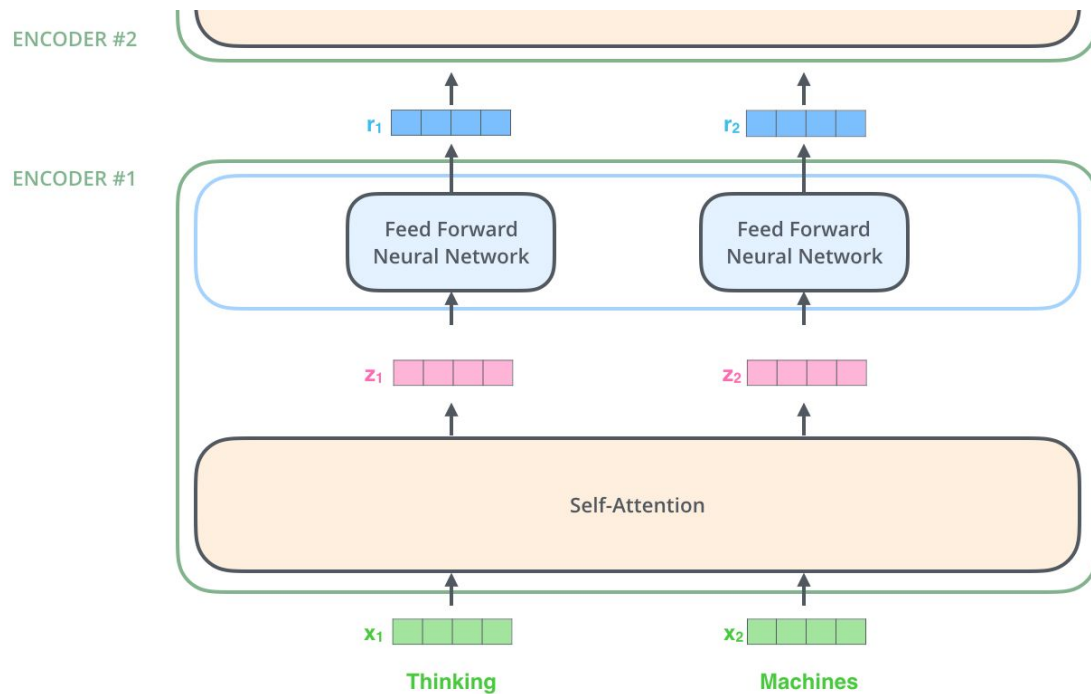 ENCODER #2
r₁
r₂
ENCODER #1
Feed Forward
Neural Network
Feed Forward
Neural Network
z₁
z₂
Self-Attention
x₁
x₂
Thinking
Machines